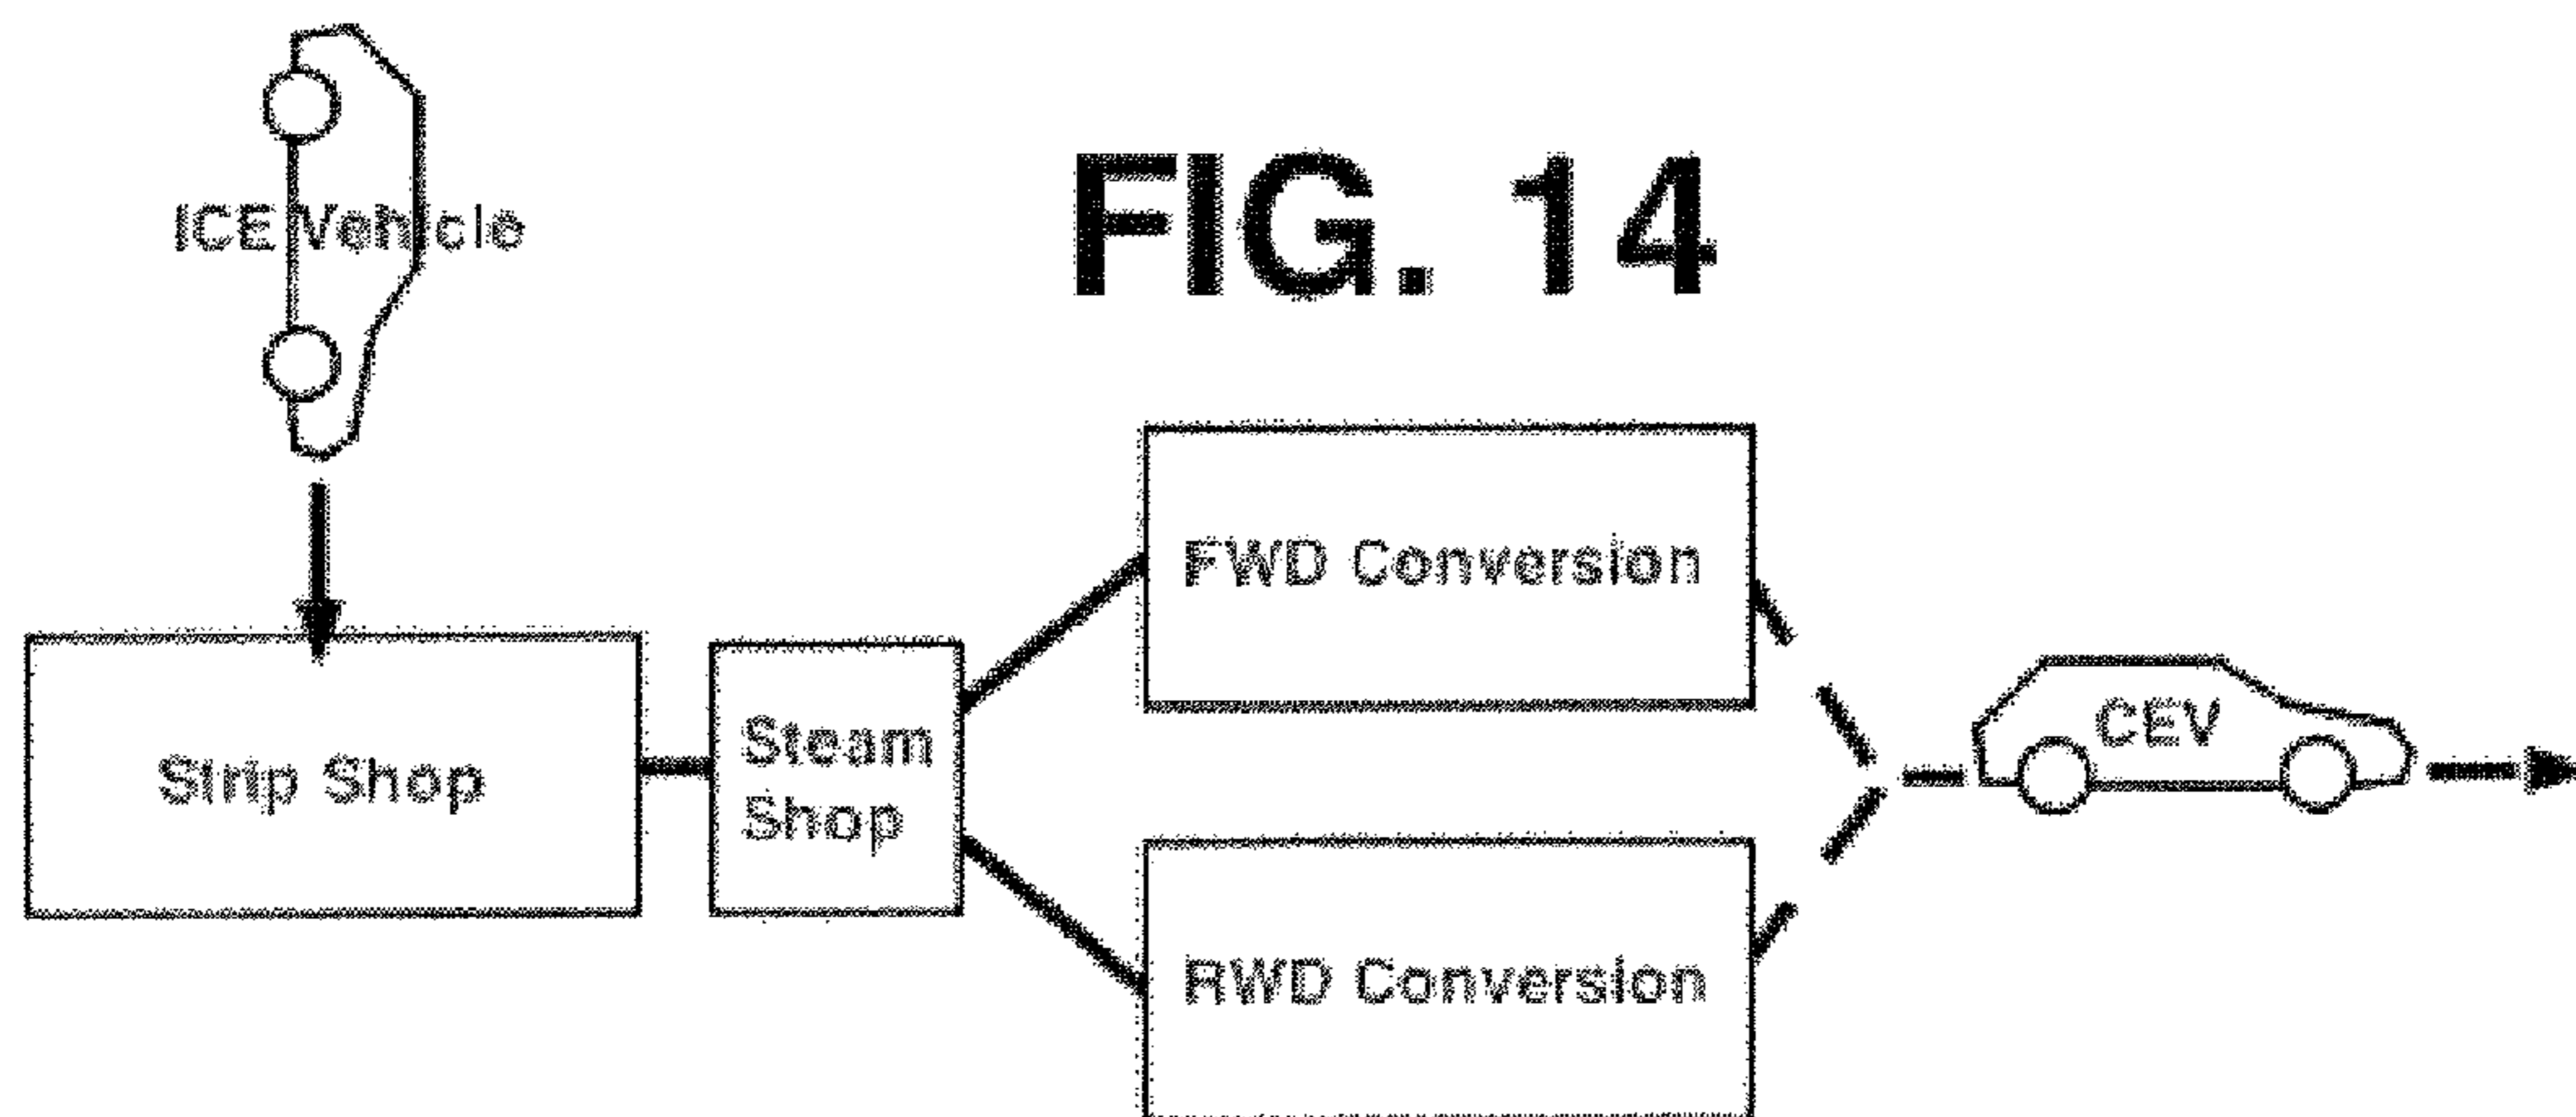 FIG. 14
ICE Vehicle
Strip Shop
Steam
Shop
FWD Conversion
RWD Conversion
CEV